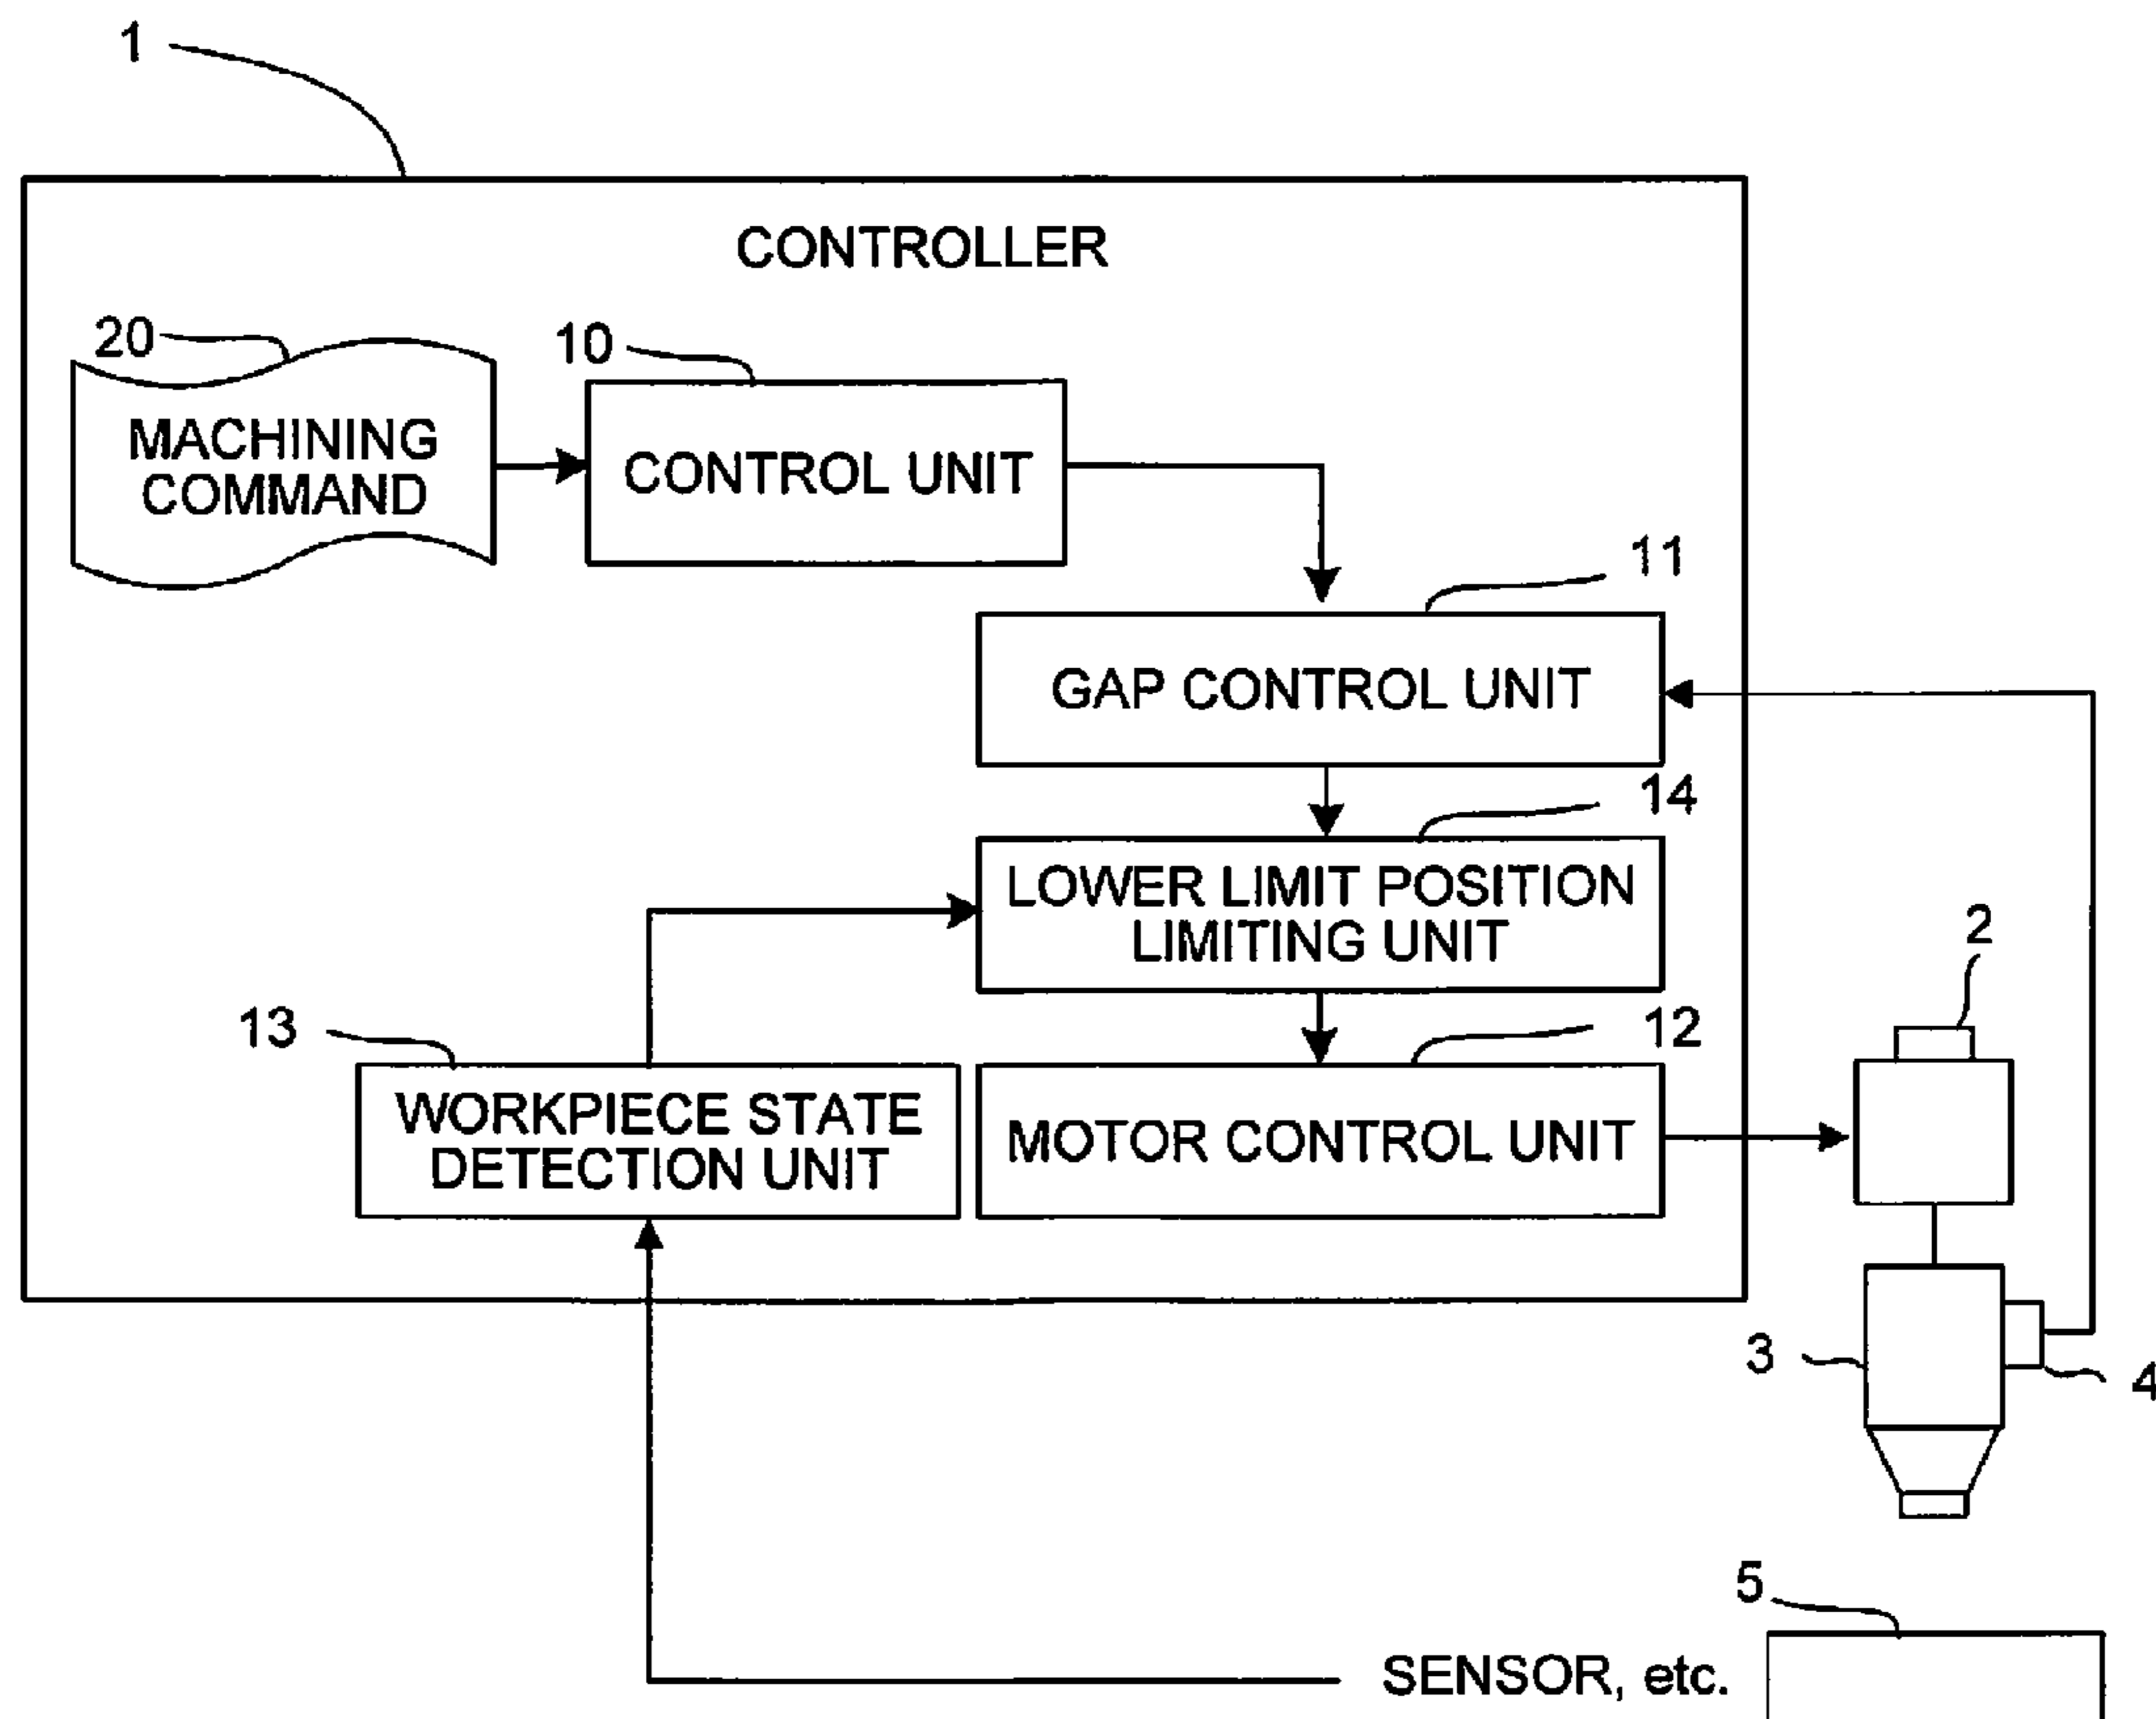 1
CONTROLLER
20
10
MACHINING
COMMAND
CONTROL UNIT
11
GAP CONTROL UNIT
14
LOWER LIMIT POSITION
LIMITING UNIT
2
13
12
WORKPIECE STATE
DETECTION UNIT
MOTOR CONTROL UNIT
3
4
5
SENSOR, etc.